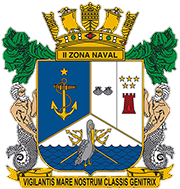 II ZONA NAVAL
VIGILANTIS MARE NOSTRUM CLASSIS GENITRIX